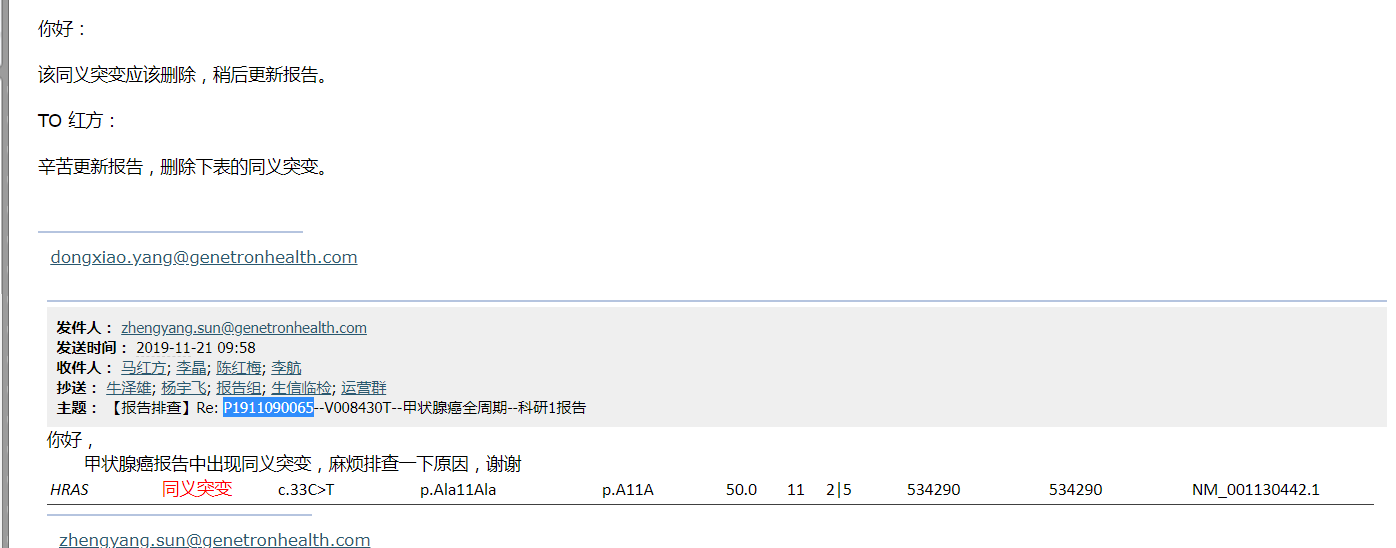 你好：
该同义突变应该删除，稍后更新报告。
TO 红方：
辛苦更新报告，删除下表的同义突变。
dongxiao.yang@genetronhealth.com
发件人： zhengyang.sun@genetronhealth.com
发送时间： 2019-11-21 09:58
收件人： 马红方; 李晶; 陈红梅; 李航
抄送： 牛泽雄; 杨宇飞; 报告组; 生信临检; 运营群
主题： 【报告排查】Re: P1911090065--V008430T--甲状腺癌全周期--科研1报告
你好，
甲状腺癌报告中出现同义突变，麻烦排查一下原因，谢谢
HRAS 同义突变 c.33C>T p.Ala11Ala p.A11A 50.0 11 2|5 534290 534290 NM_001130442.1
zhengyang.sun@genetronhealth.com